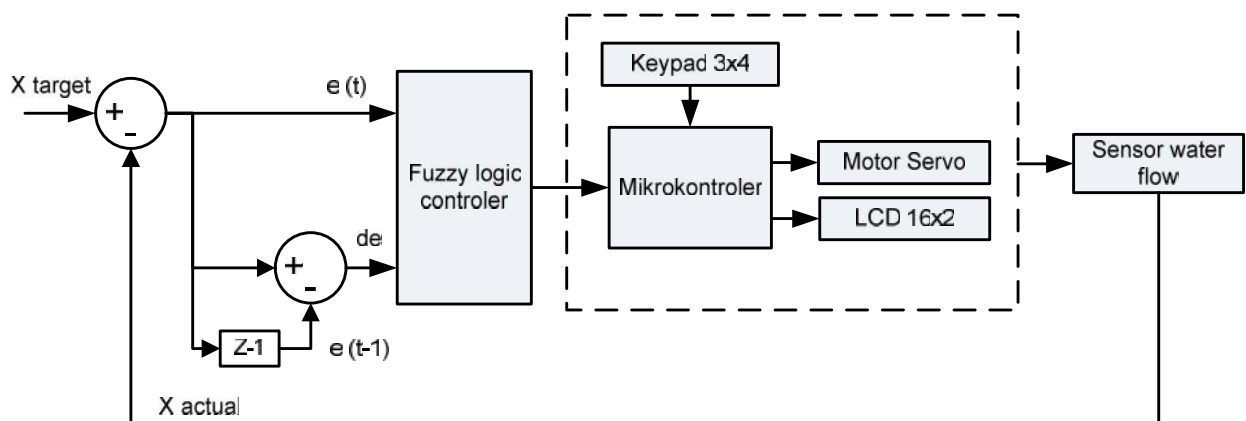 X target
+
-
e (t)
Fuzzy logic
controler
Keypad 3x4
Mikrokontroler
Motor Servo
LCD 16x2
Sensor water
flow
de
+
-
Z-1
e (t-1)
X actual